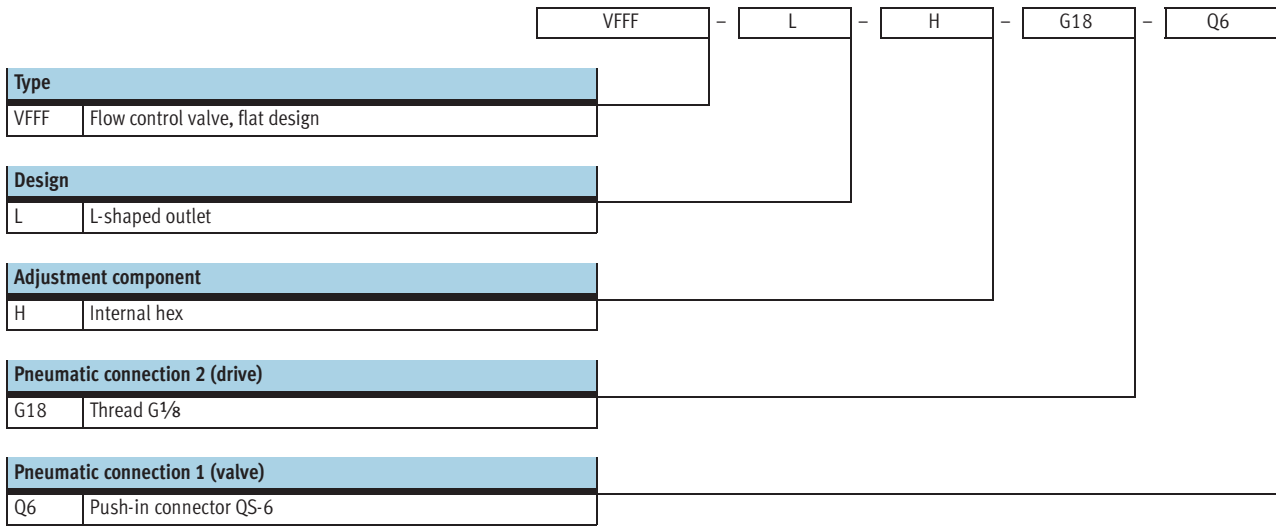 VFFF – L – H – G18 – Q6
Type
VFFF Flow control valve, flat design
Design
L L-shaped outlet
Adjustment component
H Internal hex
Pneumatic connection 2 (drive)
G18 Thread G⅛
Pneumatic connection 1 (valve)
Q6 Push-in connector QS-6